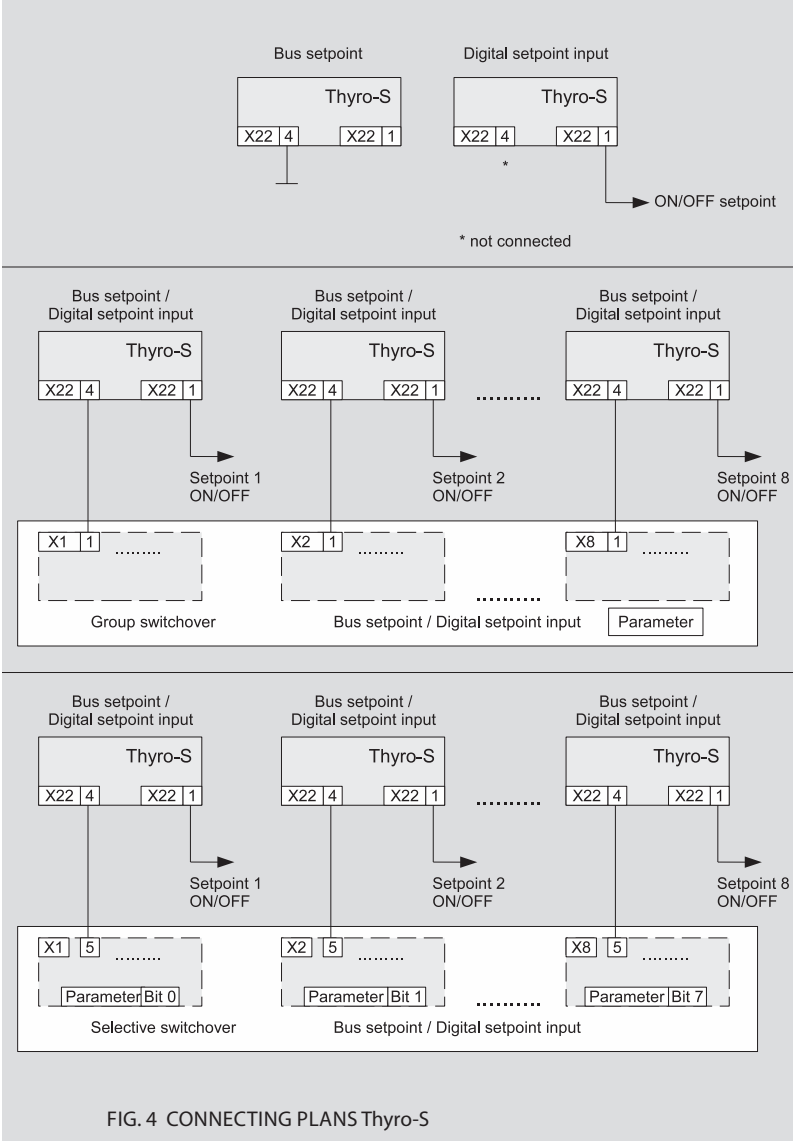 Bus setpoint Digital setpoint input
Thyro-S Thyro-S
X22 4 X22 1 X22 4 X22 1
*
ON/OFF setpoint
* not connected
Bus setpoint / Bus setpoint / Bus setpoint /
Digital setpoint input Digital setpoint input Digital setpoint input
Thyro-S Thyro-S Thyro-S
X22 4 X22 1 X22 4 X22 1 .......... X22 4 X22 1
Setpoint 1 Setpoint 2 Setpoint 8
ON/OFF ON/OFF ON/OFF
X1 1 ......... X2 1 ......... X8 1 .........
..........
Group switchover Bus setpoint / Digital setpoint input Parameter
Bus setpoint / Bus setpoint / Bus setpoint /
Digital setpoint input Digital setpoint input Digital setpoint input
Thyro-S Thyro-S Thyro-S
X22 4 X22 1 X22 4 X22 1 .......... X22 4 X22 1
Setpoint 1 Setpoint 2 Setpoint 8
ON/OFF ON/OFF ON/OFF
X1 5 ......... X2 5 ......... X8 5 .........
Parameter Bit 0 Parameter Bit 1 .......... Parameter Bit 7
Selective switchover Bus setpoint / Digital setpoint input
FIG. 4 CONNECTING PLANS Thyro-S